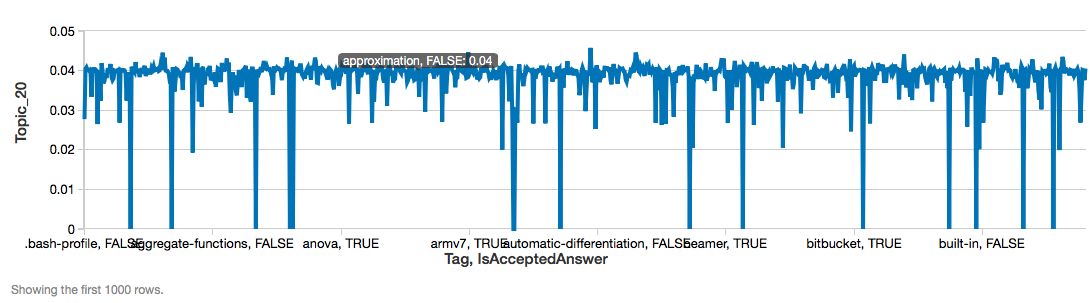 0.05
approximation, FALSE: 0.04
0.04
0.03
0.02
0.01
0
Topic_20
.bash-profile, FALSE
aggregate-functions, FALSE
anova, TRUE
armv7, TRUE
automatic-differentiation, FALSE
beamer, TRUE
bitbucket, TRUE
built-in, FALSE
Tag, IsAcceptedAnswer
Showing the first 1000 rows.